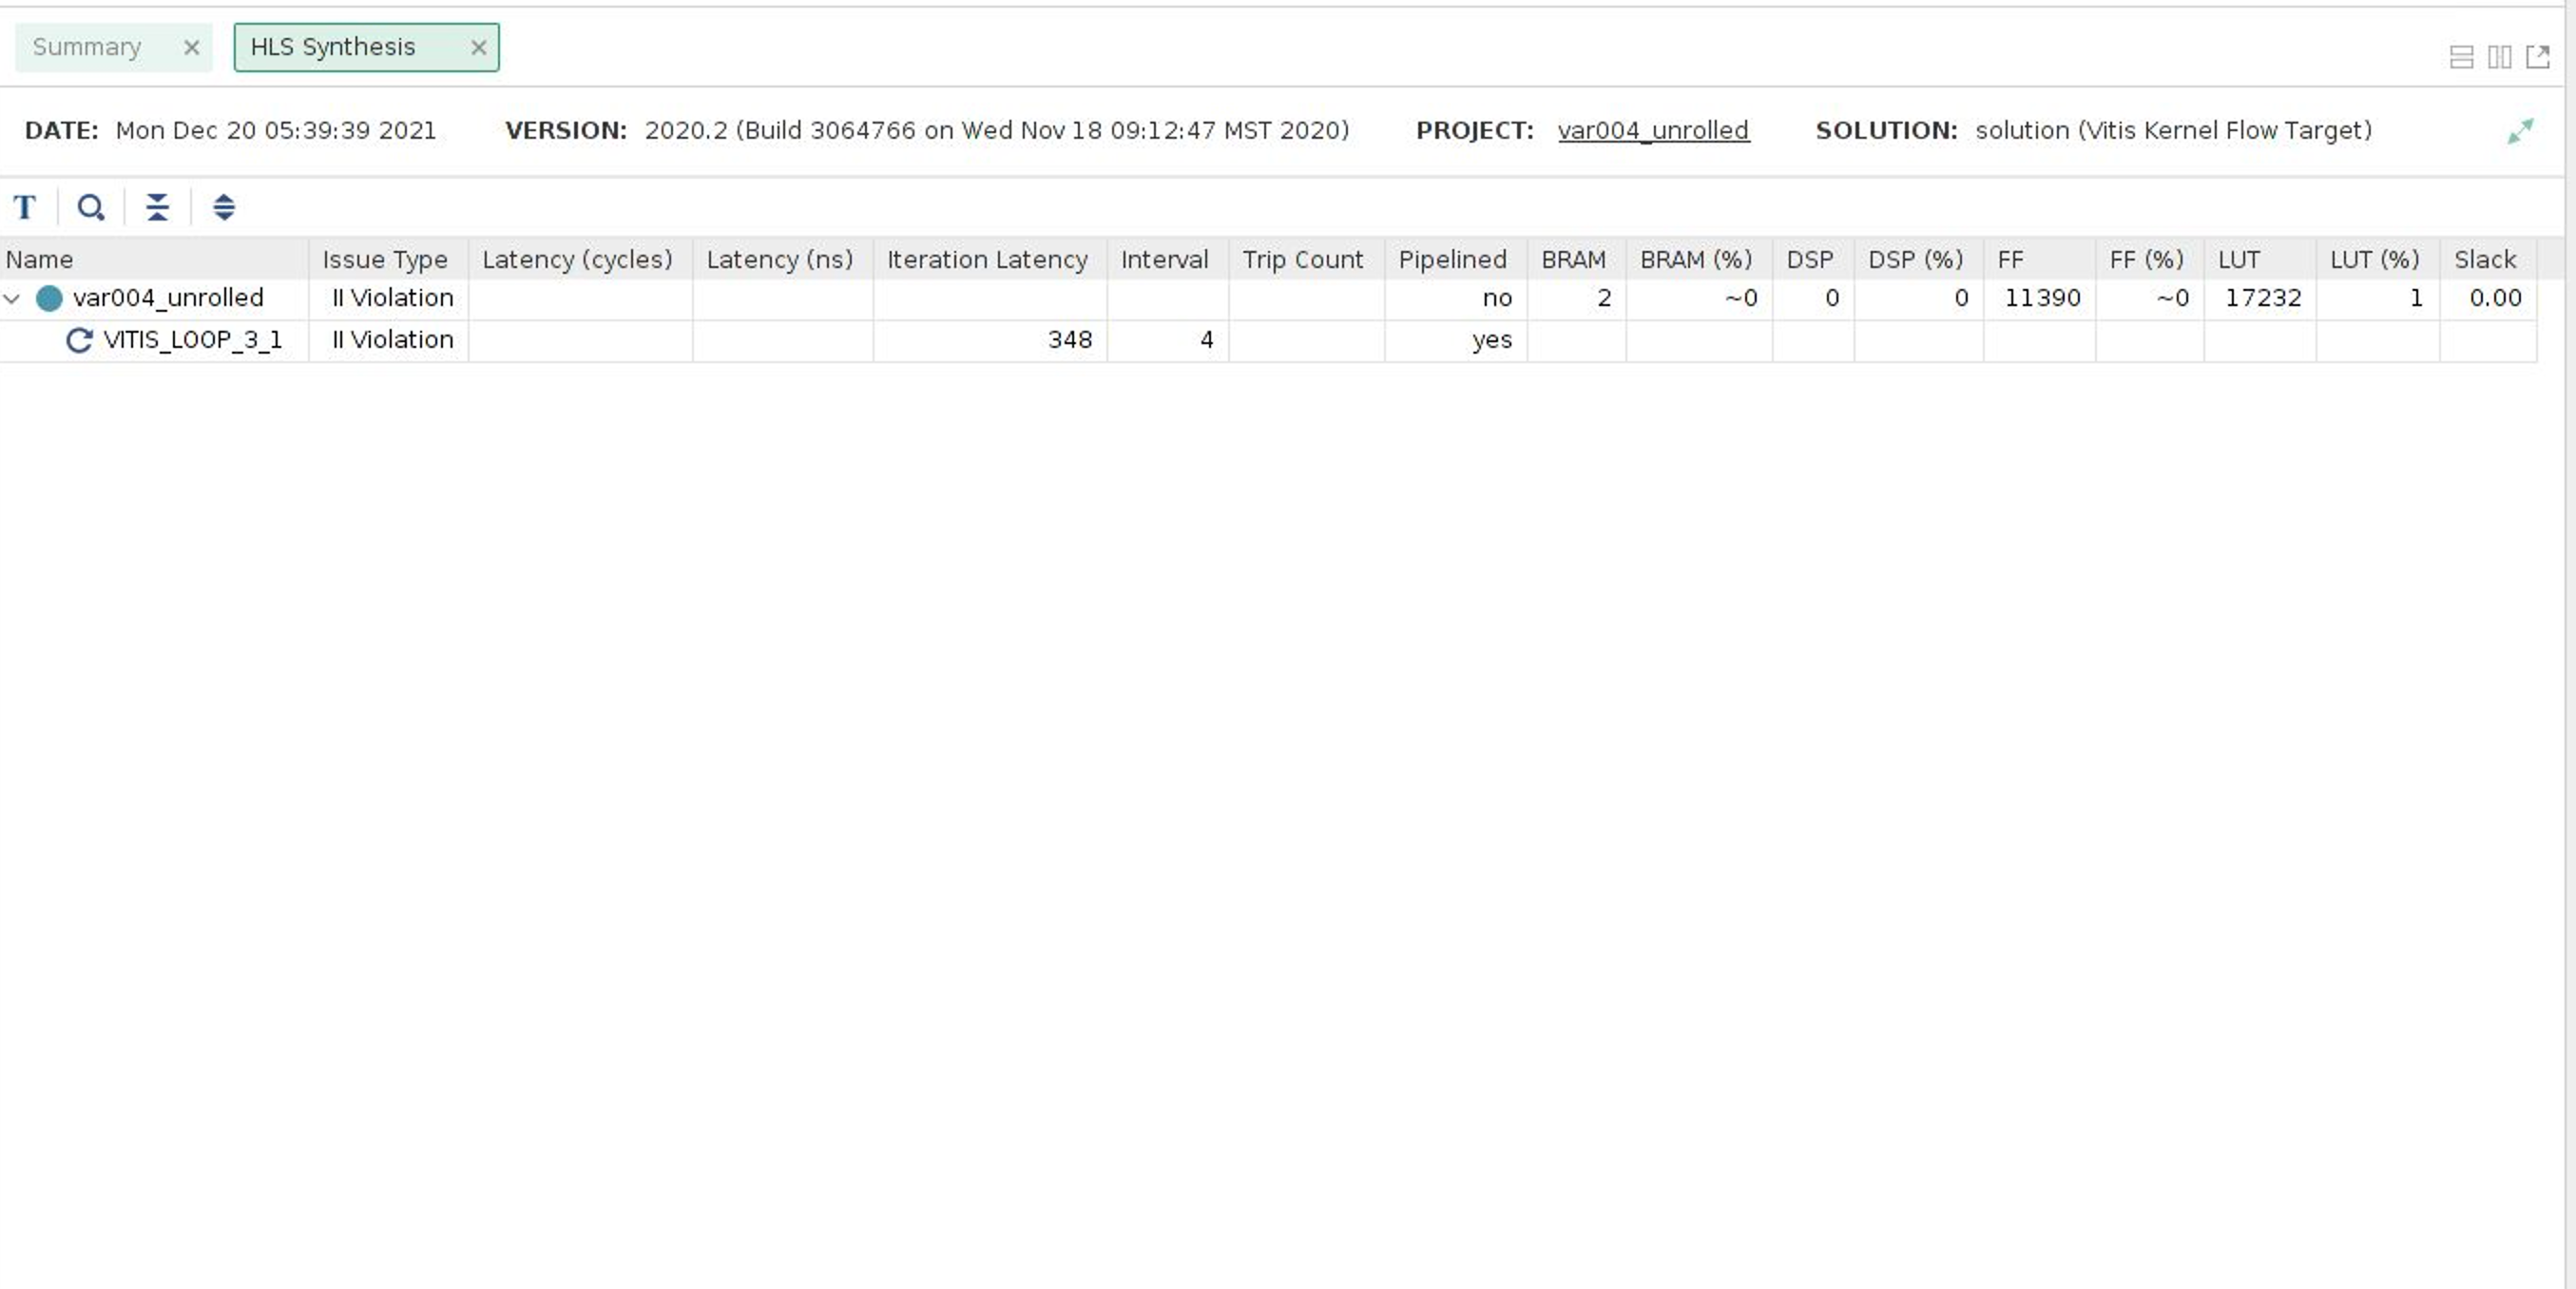 Summary HLS Synthesis
DATE: Mon Dec 20 05:39:39 2021 VERSION: 2020.2 (Build 3064766 on Wed Nov 18 09:12:47 MST 2020) PROJECT: var004_unrolled SOLUTION: solution (Vitis Kernel Flow Target)
T
Name Issue Type Latency (cycles) Latency (ns) Iteration Latency Interval Trip Count Pipelined BRAM BRAM (%) DSP DSP (%) FF FF (%) LUT LUT (%) Slack
var004_unrolled II Violation no 2 ~0 0 0 11390 ~0 17232 1 0.00
VITIS_LOOP_3_1 II Violation 348 4 yes